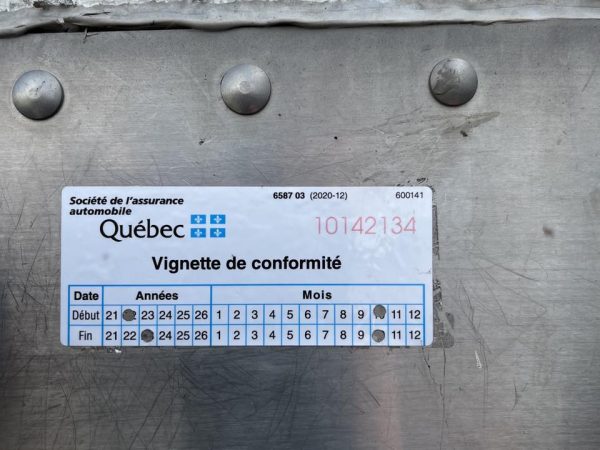 Société de l'assurance
automobile
6587 03 (2020-12)
600141
Québec
10142134
Vignette de conformité
Date Années Mois
Début 21 23 24 25 26 1 2 3 4 5 6 7 8 9 11 12
Fin 21 22 24 25 26 1 2 3 4 5 6 7 8 9 11 12